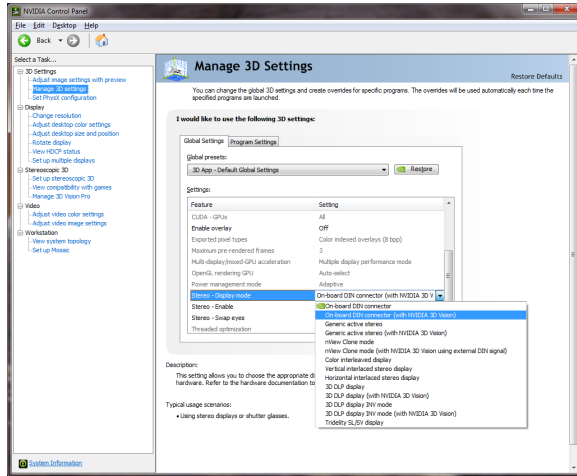 NVIDIA Control Panel
File Edit Desktop Help
Back
Select a Task...
3D Settings
Adjust image settings with preview
Manage 3D settings
Set PhysX configuration
Display
Change resolution
Adjust desktop color settings
Adjust desktop size and position
Rotate display
View HDCP status
Set up multiple displays
Stereoscopic 3D
Set up stereoscopic 3D
View compatibility with games
Manage 3D Vision Pro
Video
Adjust video color settings
Adjust video image settings
Workstation
View system topology
Set up Mosaic
System Information
Manage 3D Settings
Restore Defaults
You can change the global 3D settings and create overrides for specific programs. The overrides will be used automatically each time the
specified programs are launched.
I would like to use the following 3D settings:
Global Settings Program Settings
Global presets:
3D App - Default Global Settings Restore
Settings:
Feature Setting
CUDA - GPUs All
Enable overlay Off
Exported pixel types Color indexed overlays (8 bpp)
Maximum pre-rendered frames 3
Multi-display/mixed-GPU acceleration Multiple display performance mode
OpenGL rendering GPU Auto-select
Power management mode Adaptive
Stereo - Display mode On-board DIN connector (with NVIDIA 3D V
Stereo - Enable
Stereo - Swap eyes
Threaded optimization
On-board DIN connector
On-board DIN connector (with NVIDIA 3D Vision)
Generic active stereo
Generic active stereo (with NVIDIA 3D Vision)
nView Clone mode
nView Clone mode (with NVIDIA 3D Vision using external DIN signal)
Color interleaved display
Vertical interlaced stereo display
Horizontal interlaced stereo display
3D DLP display
3D DLP display (with NVIDIA 3D Vision)
3D DLP display INV mode
3D DLP display INV mode (with NVIDIA 3D Vision)
Tridelity SL/SV display
Description:
This setting allows you to choose the appropriate di
hardware. Refer to the hardware documentation to
Typical usage scenarios:
• Using stereo displays or shutter glasses.